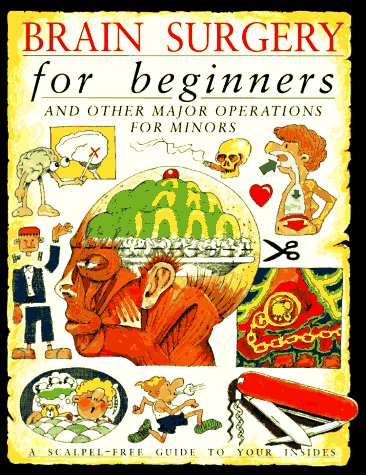 BRAIN SURGERY
for beginners
AND OTHER MAJOR OPERATIONS
FOR MINORS
A SCALPEL-FREE GUIDE TO YOUR INSIDES